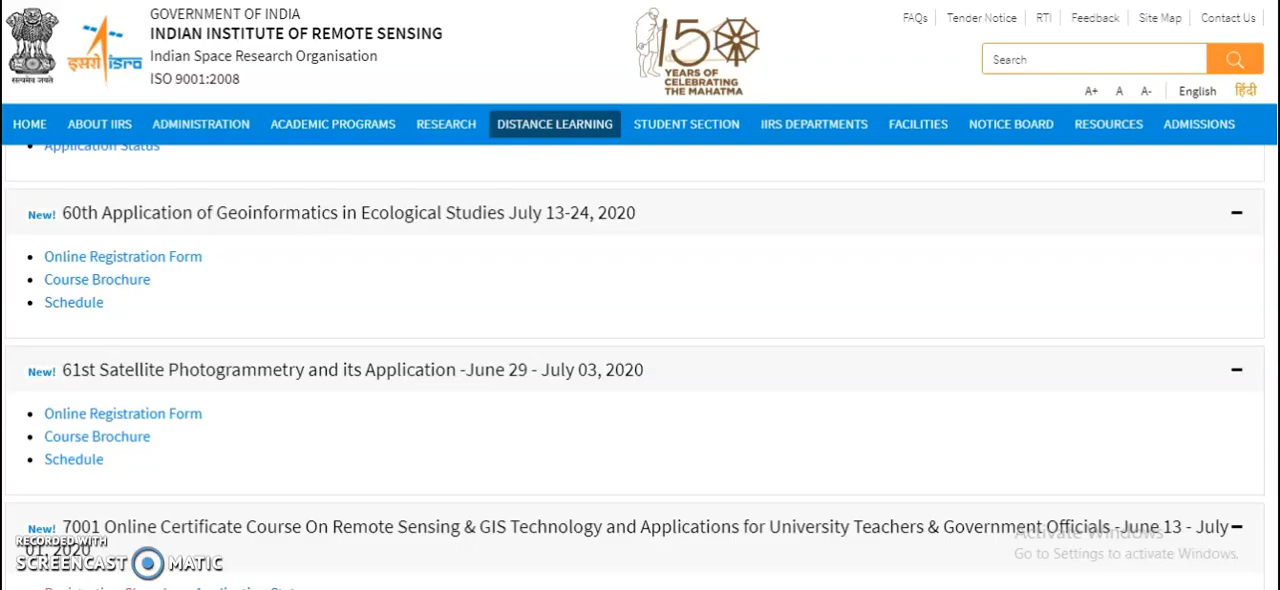 GOVERNMENT OF INDIA
INDIAN INSTITUTE OF REMOTE SENSING
Indian Space Research Organisation
ISO 9001:2008
सत्यमेव जयते
इसरो isro
150
YEARS OF
CELEBRATING
THE MAHATMA
FAQs Tender Notice RTI Feedback Site Map Contact Us
Search
A+ A A- English हिंदी
HOME ABOUT IIRS ADMINISTRATION ACADEMIC PROGRAMS RESEARCH DISTANCE LEARNING STUDENT SECTION IIRS DEPARTMENTS FACILITIES NOTICE BOARD RESOURCES ADMISSIONS
Application Status
New! 60th Application of Geoinformatics in Ecological Studies July 13-24, 2020
Online Registration Form
Course Brochure
Schedule
New! 61st Satellite Photogrammetry and its Application -June 29 - July 03, 2020
Online Registration Form
Course Brochure
Schedule
New! 7001 Online Certificate Course On Remote Sensing & GIS Technology and Applications for University Teachers & Government Officials -June 13 - July
01, 2020
RECORDED WITH
SCREENCAST MATIC
Activate Windows
Go to Settings to activate Windows.